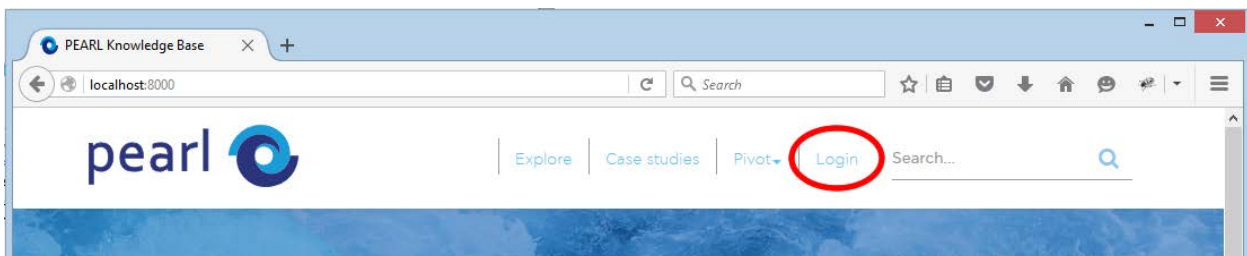 PEARL Knowledge Base
localhost:8000
Search
pearl
Explore
Case studies
Pivot
Login
Search...